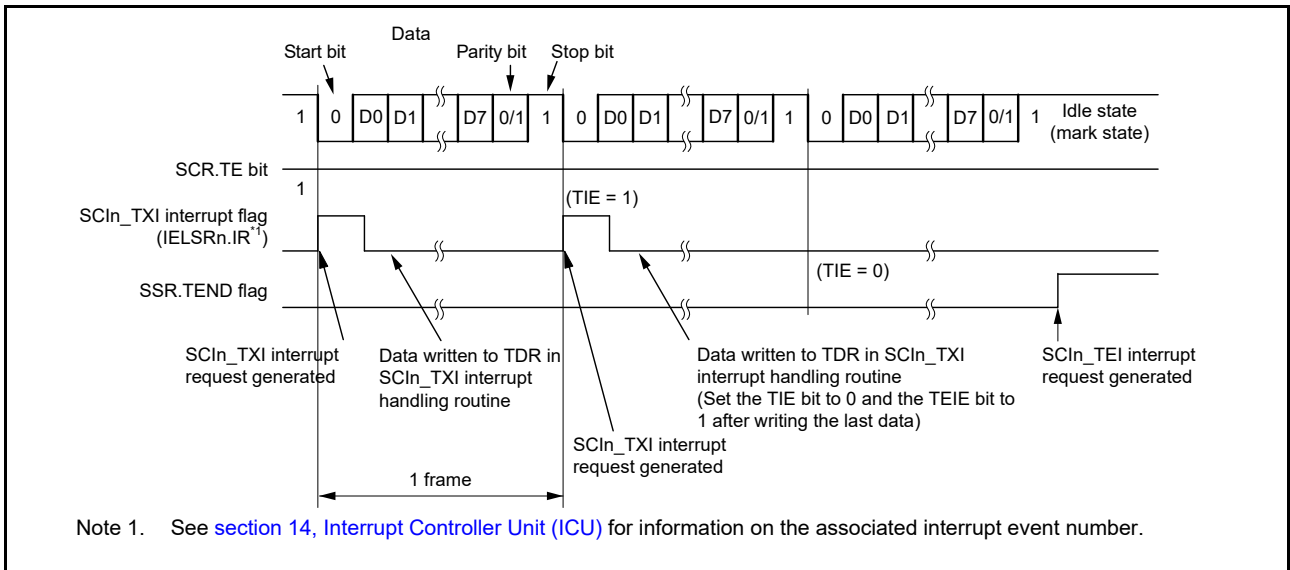 Data
Start bit
Parity bit
Stop bit
1 0 D0 D1 D7 0/1 1 0 D0 D1 D7 0/1 1 0 D0 D1 D7 0/1 1 Idle state
(mark state)
SCR.TE bit
1
(TIE = 1)
SCIn_TXI interrupt flag
(IELSRn.IR*1)
(TIE = 0)
SSR.TEND flag
SCIn_TXI interrupt
request generated
Data written to TDR in
SCIn_TXI interrupt
handling routine
Data written to TDR in SCIn_TXI
interrupt handling routine
(Set the TIE bit to 0 and the TEIE bit to
1 after writing the last data)
SCIn_TEI interrupt
request generated
SCIn_TXI interrupt
request generated
1 frame
Note 1. See section 14, Interrupt Controller Unit (ICU) for information on the associated interrupt event number.